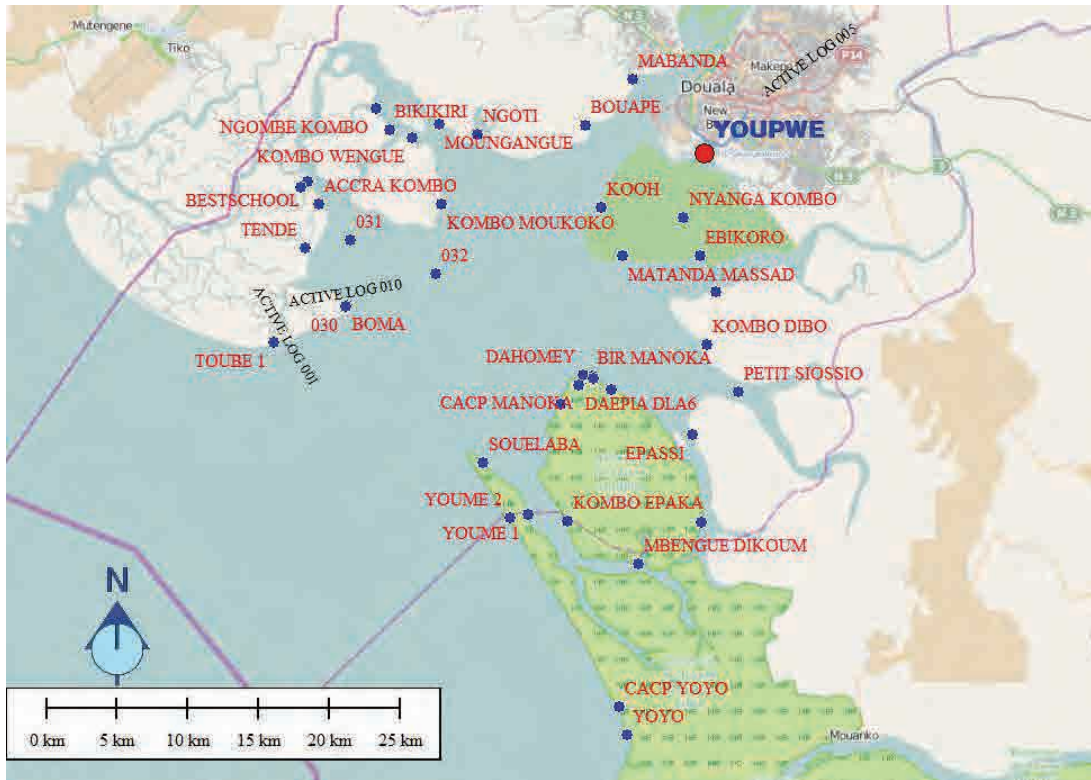 Mutengene
Tiko
N 5
MABANDA
Makepe
P14
Douala
ACTIVE LOG 005
New
BIKIKIRI
NGOTI
BOUAPE
NGOMBE KOMBO
MOUNGANGUE
YOUPWE
KOMBO WENGUE
N 3
ACCRA KOMBO
KOOH
NYANGA KOMBO
BESTSCHOOL
KOMBO MOUKOKO
TENDE
031
EBIKORO
032
MATANDA MASSAD
ACTIVE LOG 010
030
BOMA
ACTIVE LOG 001
KOMBO DIBO
TOUBE 1
DAHOMEY
BIR MANOKA
PETIT SIOSSIO
CACP MANOKA
DAEPIA DLA6
SOUELABA
EPASSI
YOUME 2
KOMBO EPAKA
YOUME 1
MBENGUE DIKOUM
N
CACP YOYO
YOYO
Mouanko
0 km
5 km
10 km
15 km
20 km
25 km